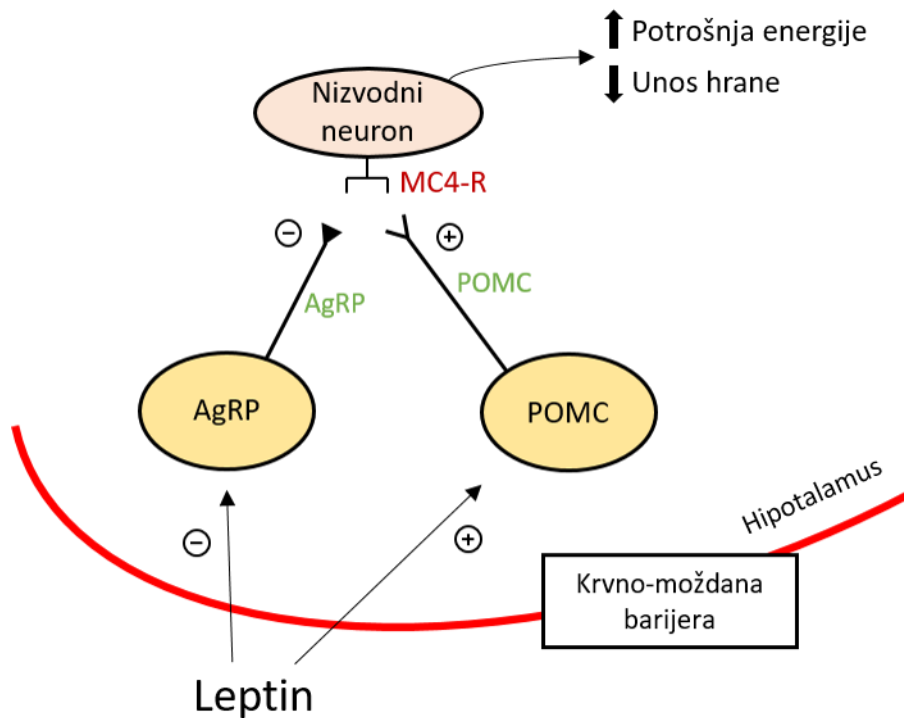 Potrošnja energije
Unos hrane
Nizvodni
neuron
MC4-R
−
+
AgRP
POMC
AgRP
POMC
Hipotalamus
−
+
Krvno-moždana
barijera
Leptin